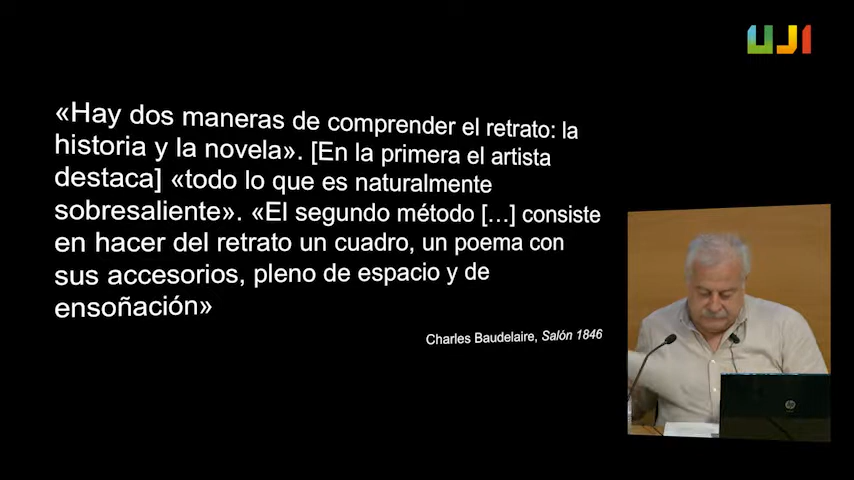 UJI
«Hay dos maneras de comprender el retrato: la
historia y la novela». [En la primera el artista
destaca] «todo lo que es naturalmente
sobresaliente». «El segundo método [...] consiste
en hacer del retrato un cuadro, un poema con
sus accesorios, pleno de espacio y de
ensoñación»
Charles Baudelaire, Salón 1846
hp